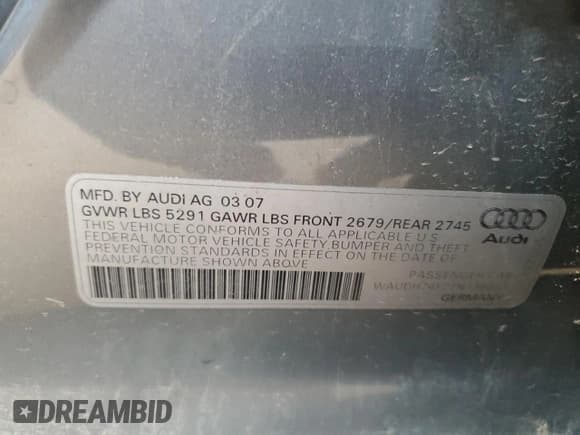 MFD. BY AUDI AG 03 07
GVWR LBS 5291 GAWR LBS FRONT 2679/REAR 2745
THIS VEHICLE CONFORMS TO ALL APPLICABLE U.S.
FEDERAL MOTOR VEHICLE SAFETY,BUMPER AND THEFT
PREVENTION STANDARDS IN EFFECT ON THE DATE OF
MANUFACTURE SHOWN ABOVE
Audi
PASSENGER CAR
GERMANY
DREAMBID